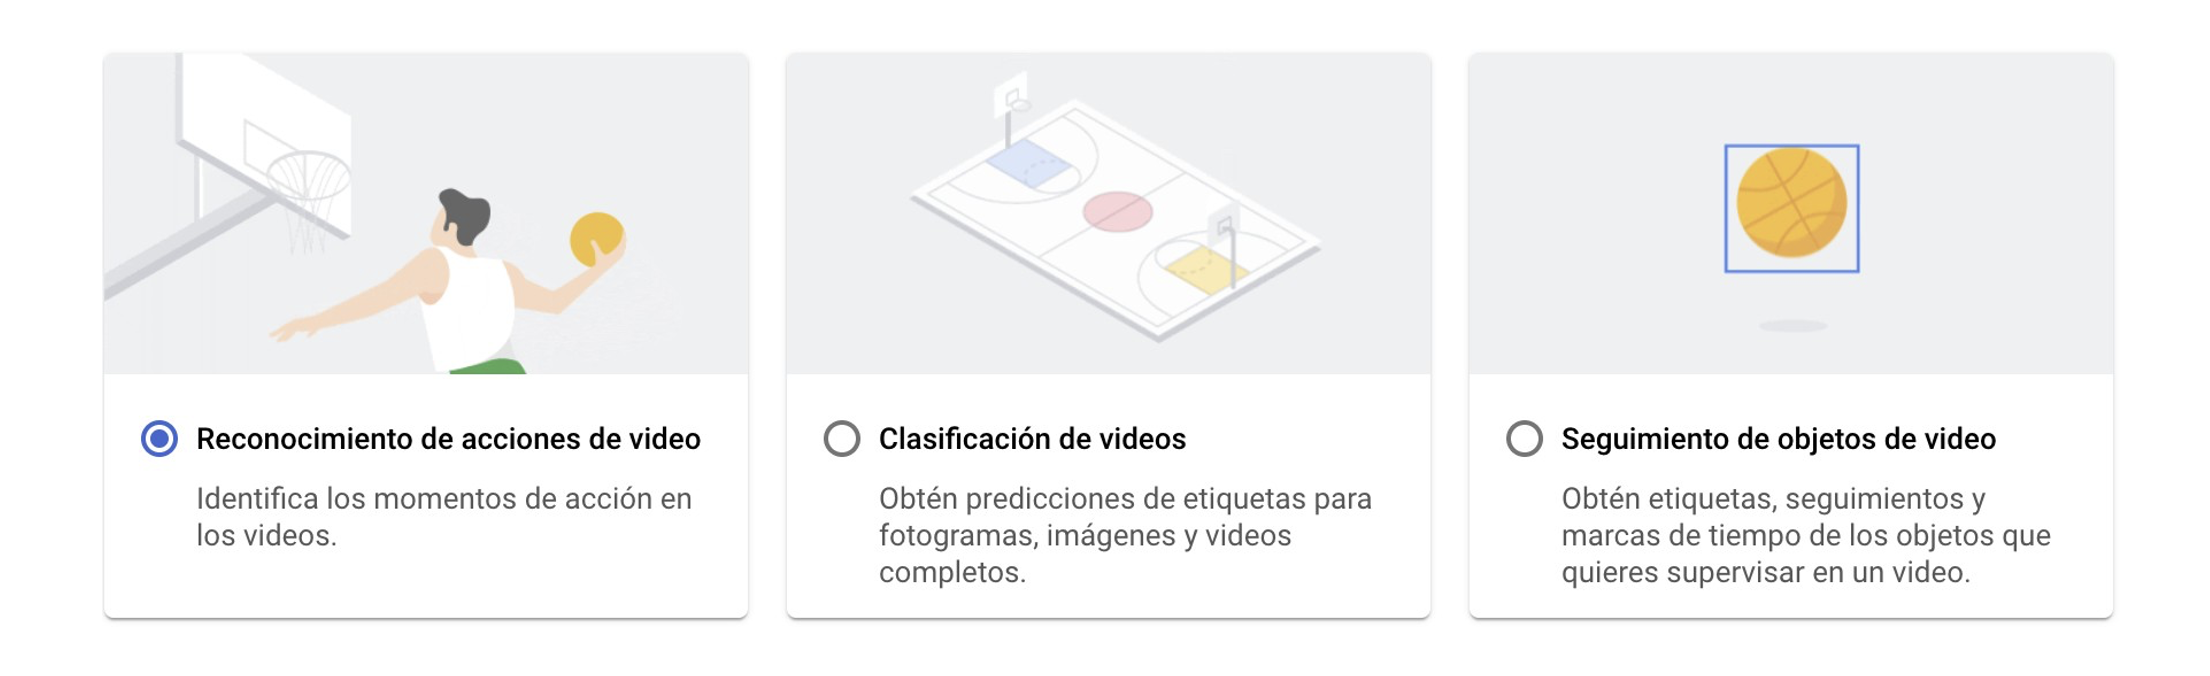 Reconocimiento de acciones de video
Identifica los momentos de acción en
los videos.
Clasificación de videos
Obtén predicciones de etiquetas para
fotogramas, imágenes y videos
completos.
Seguimiento de objetos de video
Obtén etiquetas, seguimientos y
marcas de tiempo de los objetos que
quieres supervisar en un video.